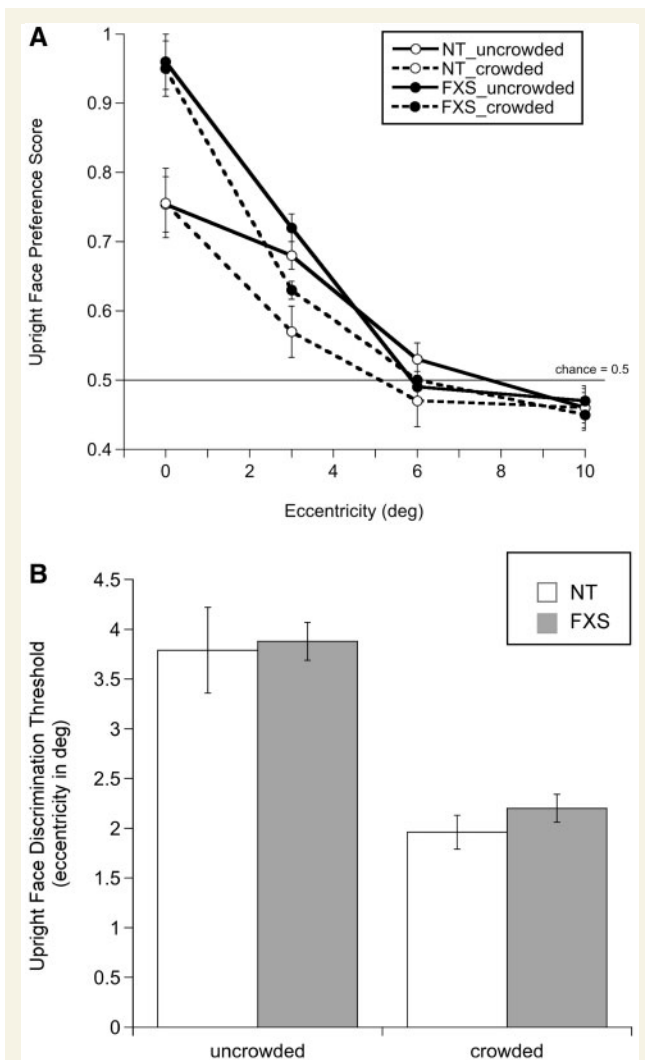 A
NT_uncrowded
NT_crowded
FXS_uncrowded
FXS_crowded
Upright Face Preference Score
1
0.9
0.8
0.7
0.6
0.5
0.4
chance = 0.5
0 2 4 6 8 10
Eccentricity (deg)
B
NT
FXS
Upright Face Discrimination Threshold
(eccentricity in deg)
4.5
4
3.5
3
2.5
2
1.5
1
0.5
0
uncrowded crowded